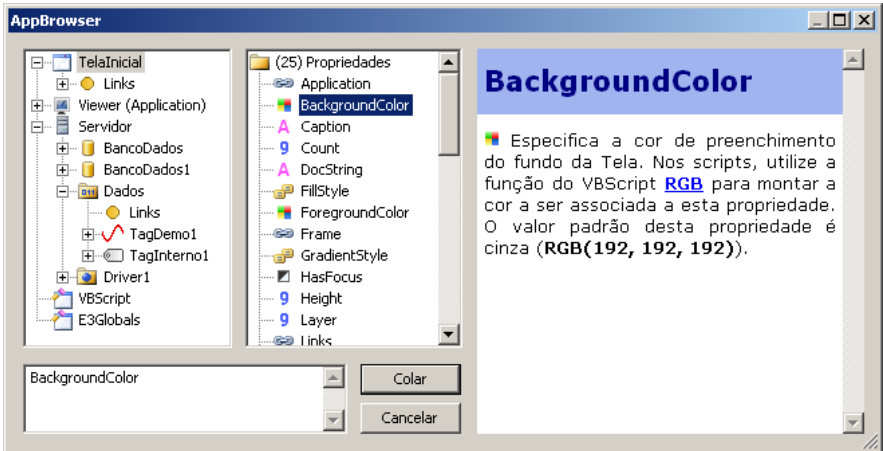 AppBrowser
TelaInicial
Links
Viewer (Application)
Servidor
BancoDados
BancoDados1
Dados
Links
TagDemo1
TagInterno1
Driver1
VBScript
E3Globals
(25) Propriedades
Application
BackgroundColor
A Caption
9 Count
A DocString
FillStyle
ForegroundColor
Frame
GradientStyle
HasFocus
9 Height
9 Layer
Links
BackgroundColor
Especifica a cor de preenchimento
do fundo da Tela. Nos scripts, utilize a
função do VBScript RGB para montar a
cor a ser associada a esta propriedade.
O valor padrão desta propriedade é
cinza (RGB(192, 192, 192)).
BackgroundColor
Colar
Cancelar